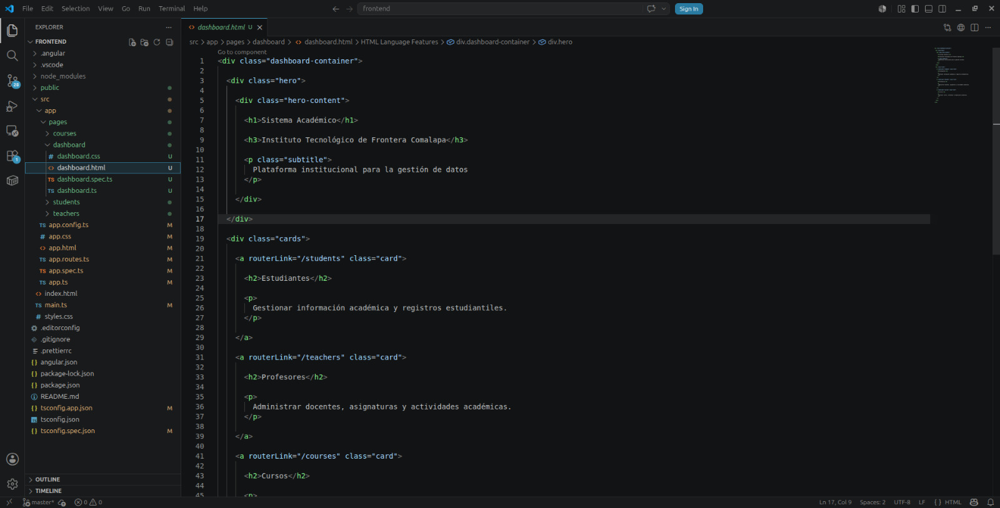 File Edit Selection View Go Run Terminal Help
frontend
Sign In
EXPLORER
FRONTEND
.angular
.vscode
node_modules
public
src
app
pages
courses
dashboard
# dashboard.css U
<> dashboard.html U
TS dashboard.spec.ts U
TS dashboard.ts U
students
teachers
TS app.config.ts M
# app.css M
<> app.html M
TS app.routes.ts M
TS app.spec.ts M
TS app.ts M
<> index.html
TS main.ts M
# styles.css
.editorconfig
.gitignore
.prettierrc
{} angular.json
{} package-lock.json
{} package.json
README.md
{} tsconfig.app.json M
tsconfig.json
{} tsconfig.spec.json M
OUTLINE
TIMELINE
28
1
<> dashboard.html U
src > app > pages > dashboard > <> dashboard.html > HTML Language Features > div.dashboard-container > div.hero
Go to component
1 <div class="dashboard-container">
2
3 <div class="hero">
4
5 <div class="hero-content">
6
7 <h1>Sistema Académico</h1>
8
9 <h3>Instituto Tecnológico de Frontera Comalapa</h3>
10
11 <p class="subtitle">
12 Plataforma institucional para la gestión de datos
13 </p>
14
15 </div>
16
17 </div>
18
19 <div class="cards">
20
21 <a routerLink="/students" class="card">
22
23 <h2>Estudiantes</h2>
24
25 <p>
26 Gestionar información académica y registros estudiantiles.
27 </p>
28
29 </a>
30
31 <a routerLink="/teachers" class="card">
32
33 <h2>Profesores</h2>
34
35 <p>
36 Administrar docentes, asignaturas y actividades académicas.
37 </p>
38
39 </a>
40
41 <a routerLink="/courses" class="card">
42
43 <h2>Cursos</h2>
44
45 <p>
master* 0 0
Ln 17, Col 9 Spaces: 2 UTF-8 LF {} HTML